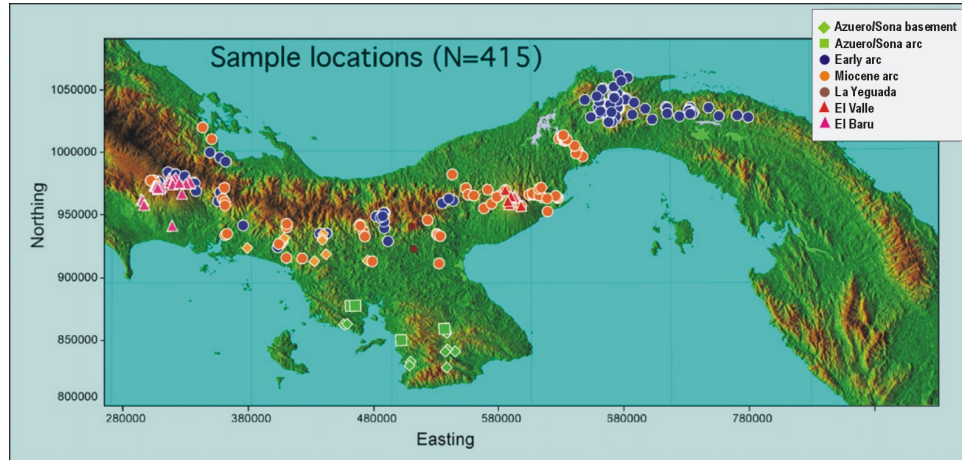 Sample locations (N=415)
Azuero/Sona basement
Azuero/Sona arc
Early arc
Miocene arc
La Yeguada
El Valle
El Baru
Northing
1050000
1000000
950000
900000
850000
800000
280000 380000 480000 580000 680000 780000
Easting